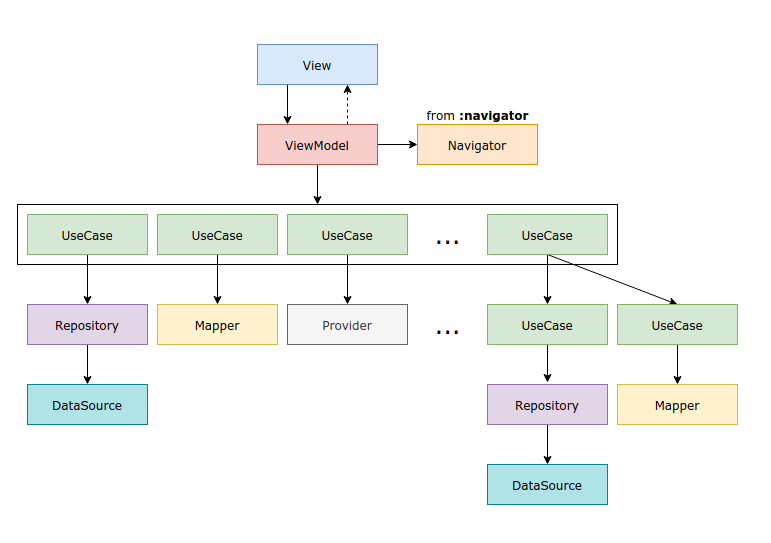 View
from :navigator
ViewModel
Navigator
UseCase
UseCase
UseCase
...
UseCase
Repository
Mapper
Provider
...
UseCase
UseCase
DataSource
Repository
Mapper
DataSource